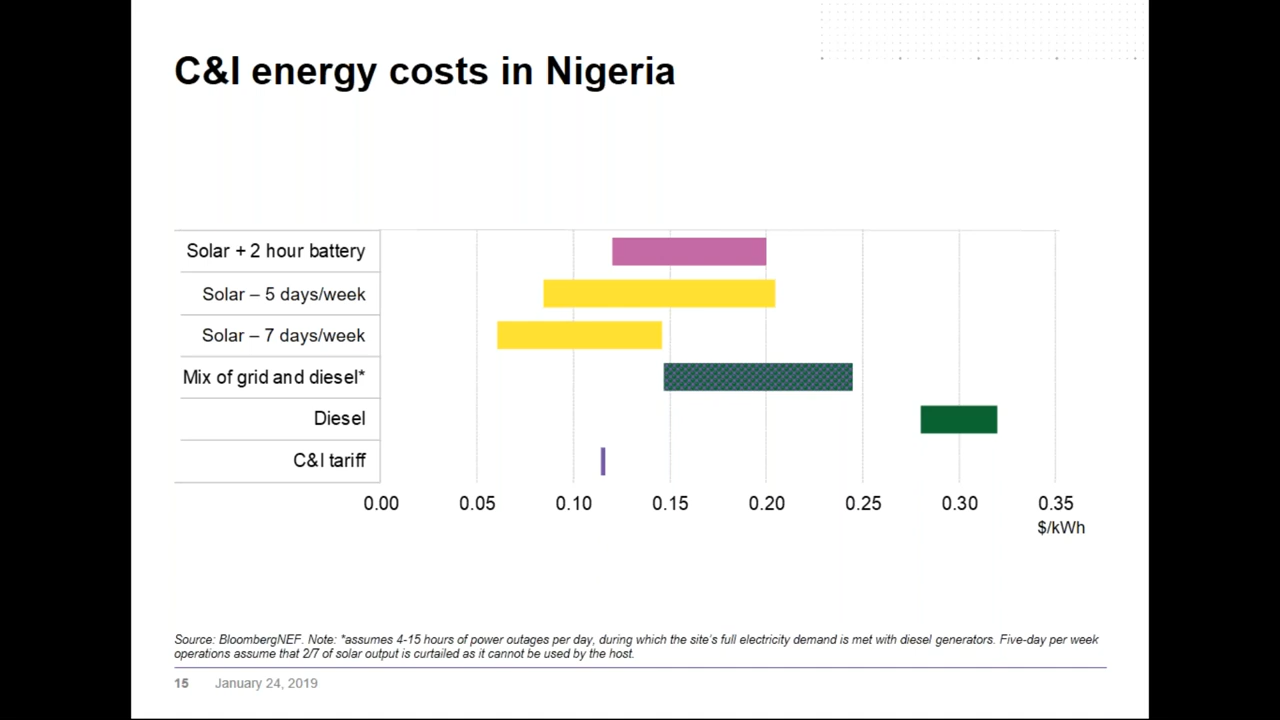 C&I energy costs in Nigeria
Solar + 2 hour battery
Solar – 5 days/week
Solar – 7 days/week
Mix of grid and diesel*
Diesel
C&I tariff
0.00 0.05 0.10 0.15 0.20 0.25 0.30 0.35
$/kWh
Source: BloombergNEF. Note: *assumes 4-15 hours of power outages per day, during which the site's full electricity demand is met with diesel generators. Five-day per week
operations assume that 2/7 of solar output is curtailed as it cannot be used by the host.
15 January 24, 2019